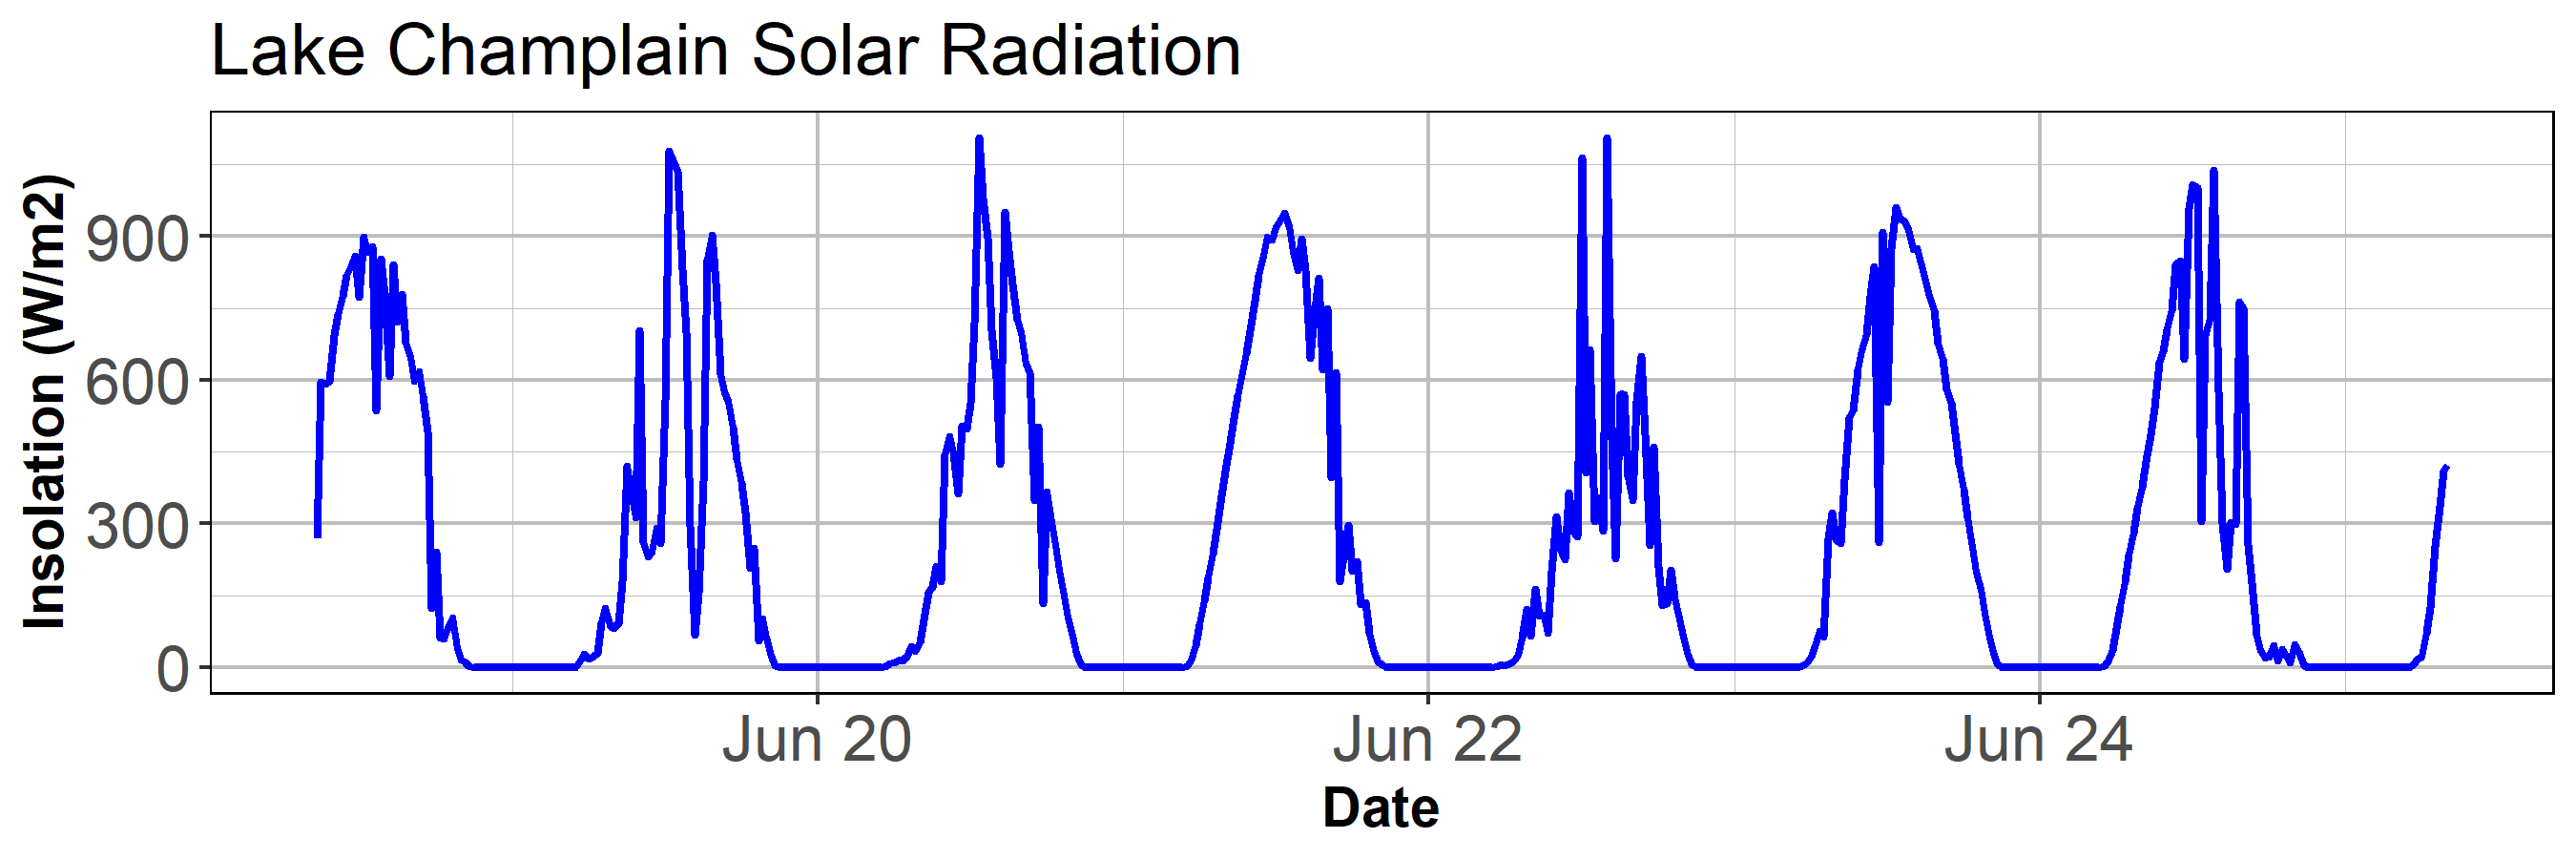 Lake Champlain Solar Radiation
Insolation (W/m2)
900
600
300
0
Jun 20
Jun 22
Jun 24
Date